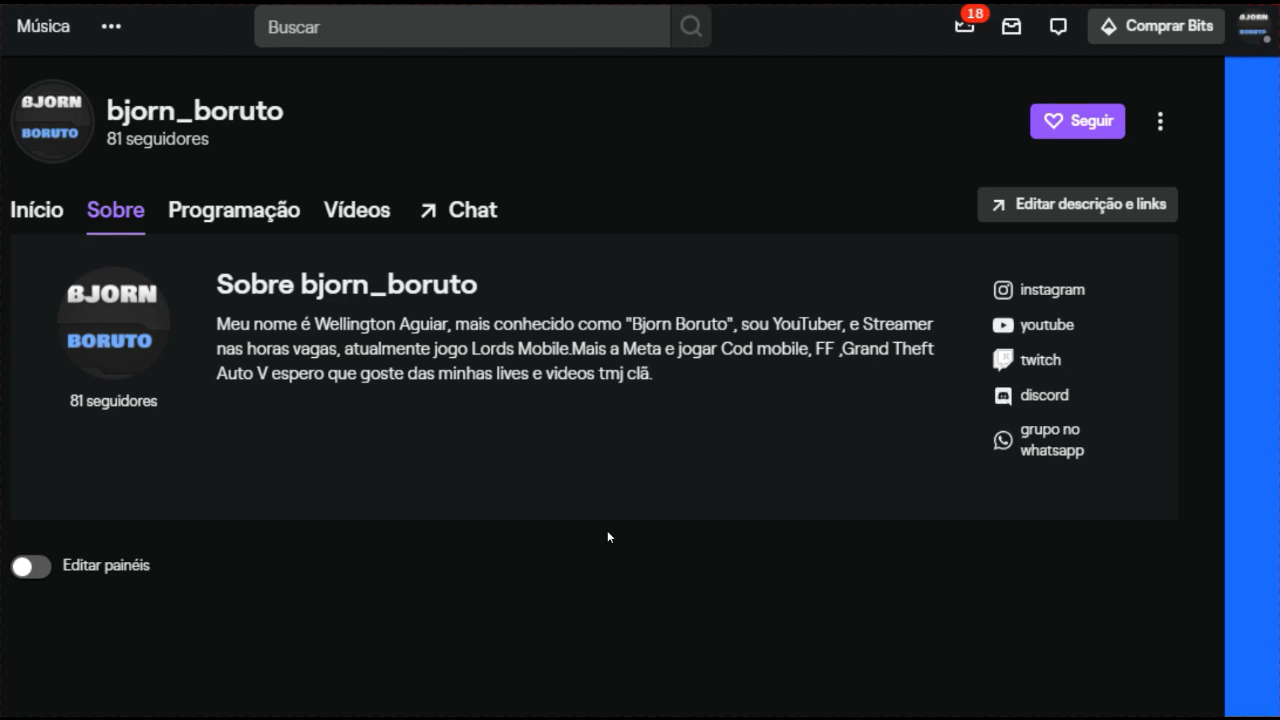 Música
18
Buscar
Comprar Bits
BJORN
BORUTO
BJORN
BORUTO
bjorn_boruto
81 seguidores
Seguir
Início Sobre Programação Vídeos Chat
Editar descrição e links
BJORN
BORUTO
81 seguidores
Sobre bjorn_boruto
Meu nome é Wellington Aguiar, mais conhecido como "Bjorn Boruto", sou YouTuber, e Streamer
nas horas vagas, atualmente jogo Lords Mobile.Mais a Meta e jogar Cod mobile, FF ,Grand Theft
Auto V espero que goste das minhas lives e videos tmj clã.
instagram
youtube
twitch
discord
grupo no
whatsapp
Editar painéis